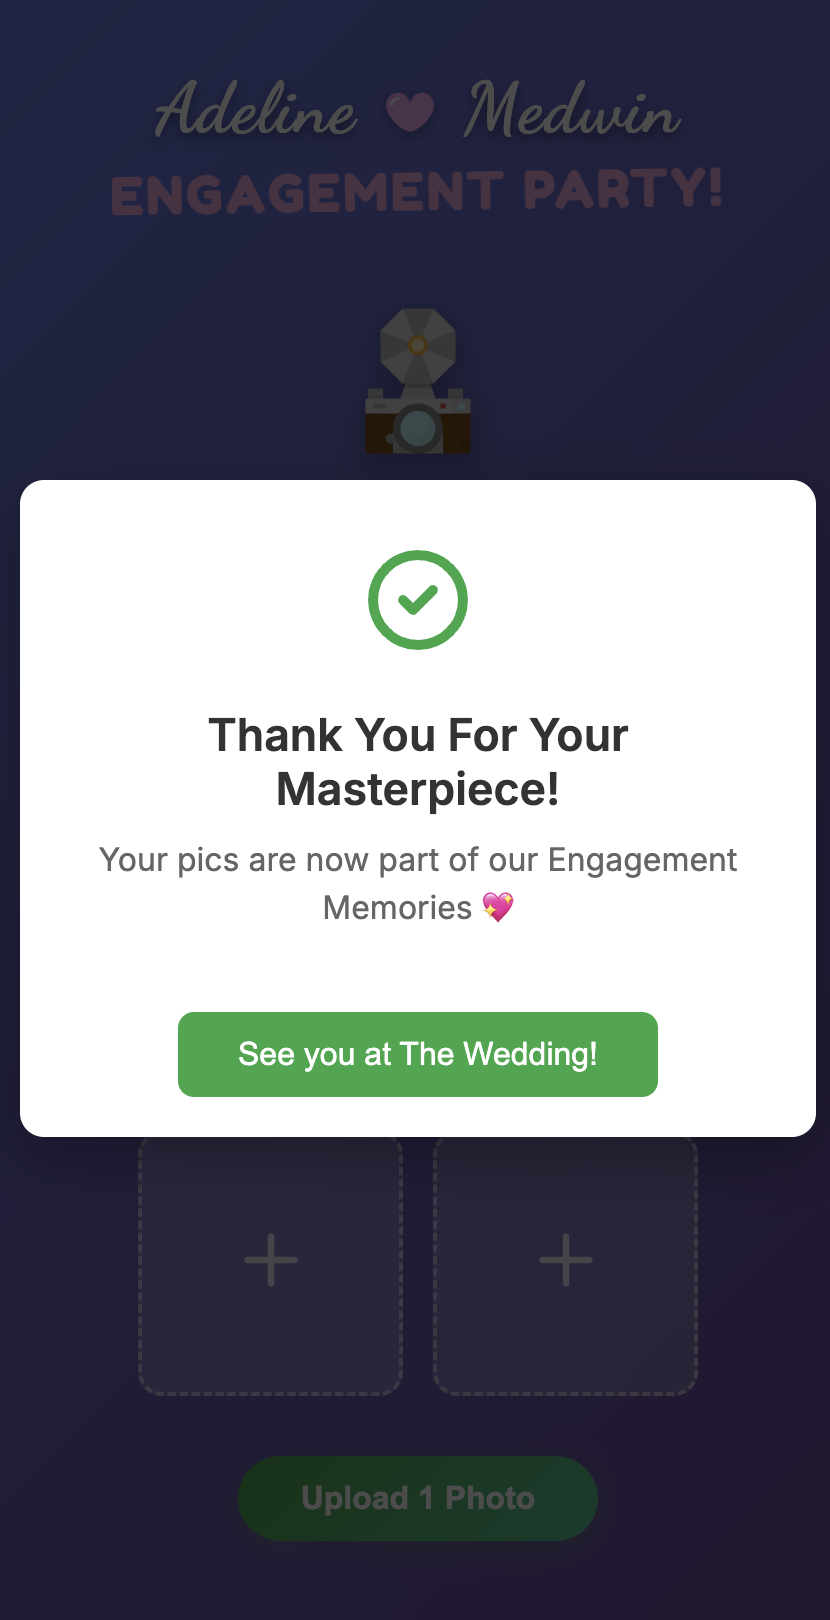 Adeline 🩷 Medwin
ENGAGEMENT PARTY!
Thank You For Your
Masterpiece!
Your pics are now part of our Engagement
Memories 💖
See you at The Wedding!
Upload 1 Photo